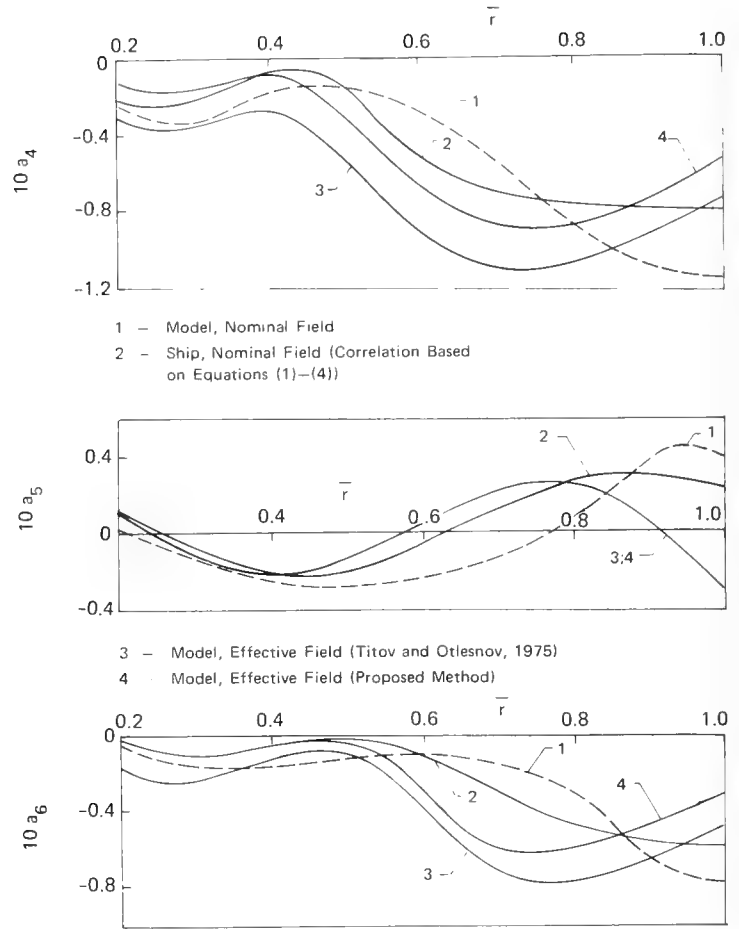 r
0.2 0.4 0.6 0.8 1.0
0
-0.4
-0.8
-1.2
10 a4
1
2
3
4
1 – Model, Nominal Field
2 – Ship, Nominal Field (Correlation Based
on Equations (1)–(4))
0.4
0
-0.4
10 a5
r
0.4 0.6 0.8 1.0
2
1
3;4
3 – Model, Effective Field (Titov and Otlesnov, 1975)
4 Model, Effective Field (Proposed Method)
r
0.2 0.4 0.6 0.8 1.0
0
-0.4
-0.8
10 a6
1
2
3
4